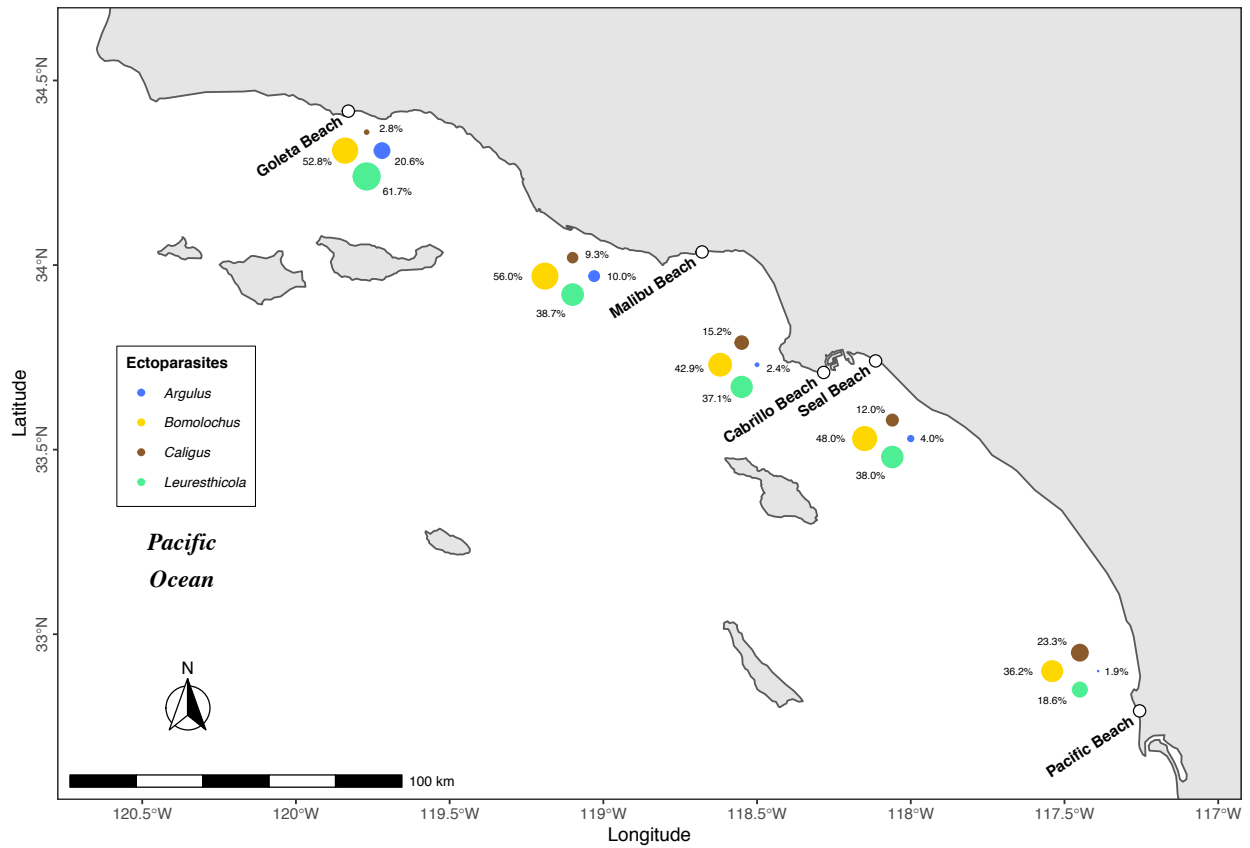 34.5°N
34°N
33.5°N
33°N
Latitude
Goleta Beach
2.8%
52.8%
20.6%
61.7%
9.3%
56.0%
10.0%
38.7%
Malibu Beach
15.2%
42.9%
2.4%
37.1%
Cabrillo Beach
Seal Beach
12.0%
48.0%
4.0%
38.0%
Ectoparasites
Argulus
Bomolochus
Caligus
Leuresthicola
Pacific
Ocean
N
23.3%
36.2%
1.9%
18.6%
Pacific Beach
100 km
120.5°W
120°W
119.5°W
119°W
118.5°W
118°W
117.5°W
117°W
Longitude